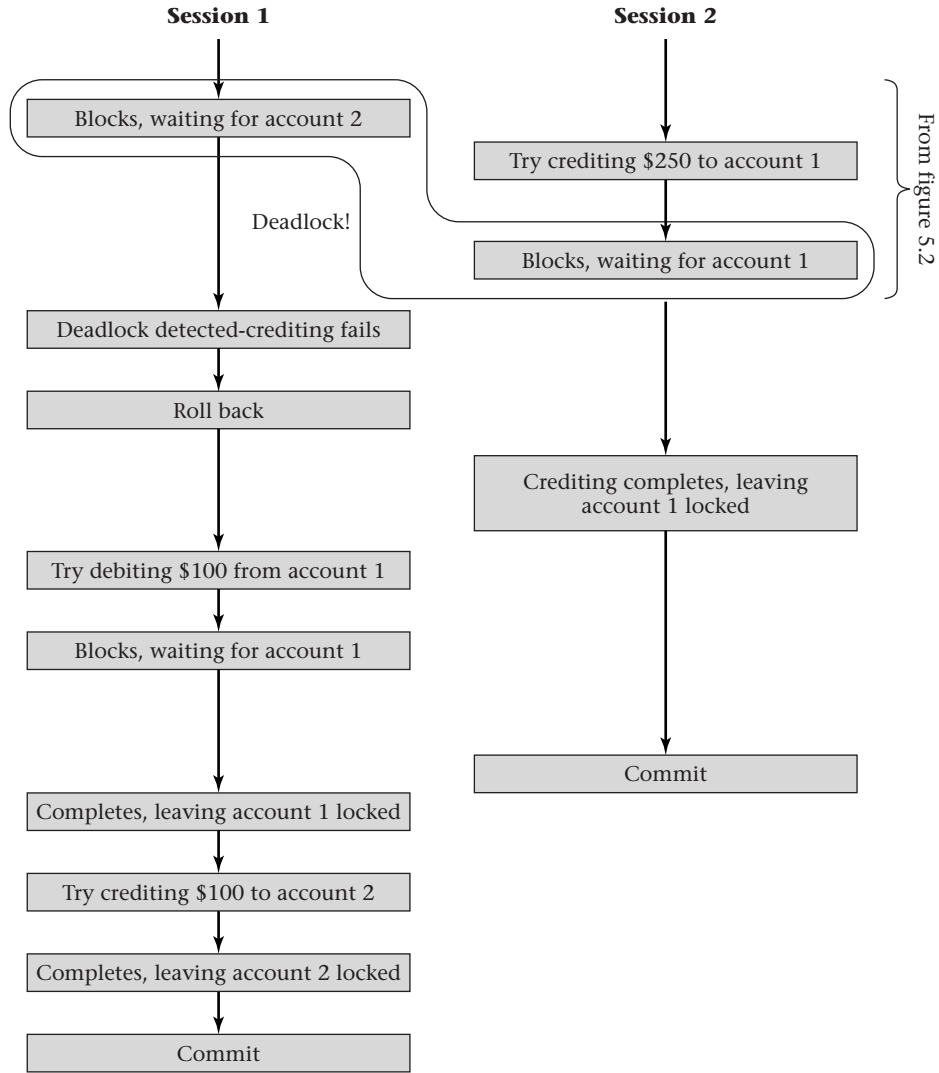 Session 1
Blocks, waiting for account 2
Deadlock!
Deadlock detected-crediting fails
Roll back
Try debiting $100 from account 1
Blocks, waiting for account 1
Completes, leaving account 1 locked
Try crediting $100 to account 2
Completes, leaving account 2 locked
Commit
Session 2
Try crediting $250 to account 1
Blocks, waiting for account 1
Crediting completes, leaving
account 1 locked
Commit
From figure 5.2